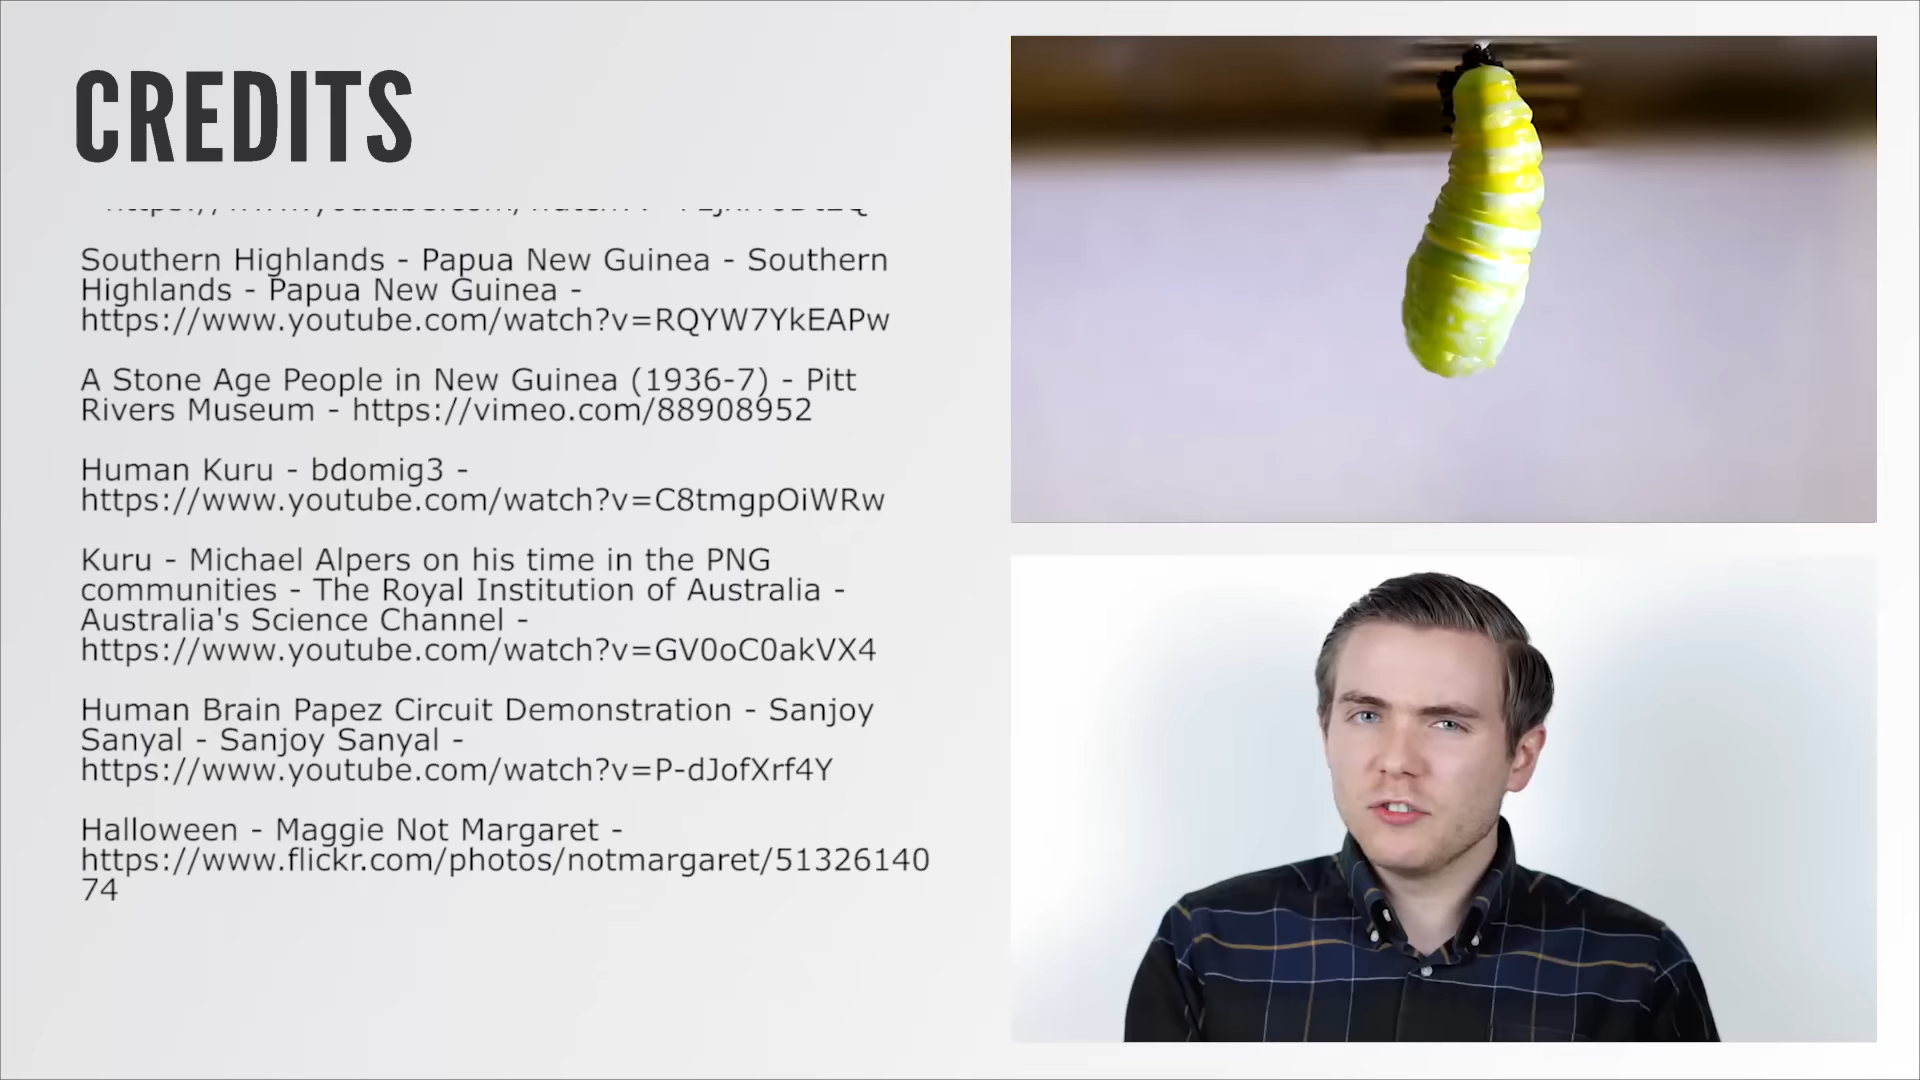 CREDITS
Southern Highlands - Papua New Guinea - Southern
Highlands - Papua New Guinea -
https://www.youtube.com/watch?v=RQYW7YkEAPw
A Stone Age People in New Guinea (1936-7) - Pitt
Rivers Museum - https://vimeo.com/88908952
Human Kuru - bdomig3 -
https://www.youtube.com/watch?v=C8tmgpOiWRw
Kuru - Michael Alpers on his time in the PNG
communities - The Royal Institution of Australia -
Australia's Science Channel -
https://www.youtube.com/watch?v=GV0oC0akVX4
Human Brain Papez Circuit Demonstration - Sanjoy
Sanyal - Sanjoy Sanyal -
https://www.youtube.com/watch?v=P-dJofXrf4Y
Halloween - Maggie Not Margaret -
https://www.flickr.com/photos/notmargaret/51326140
74